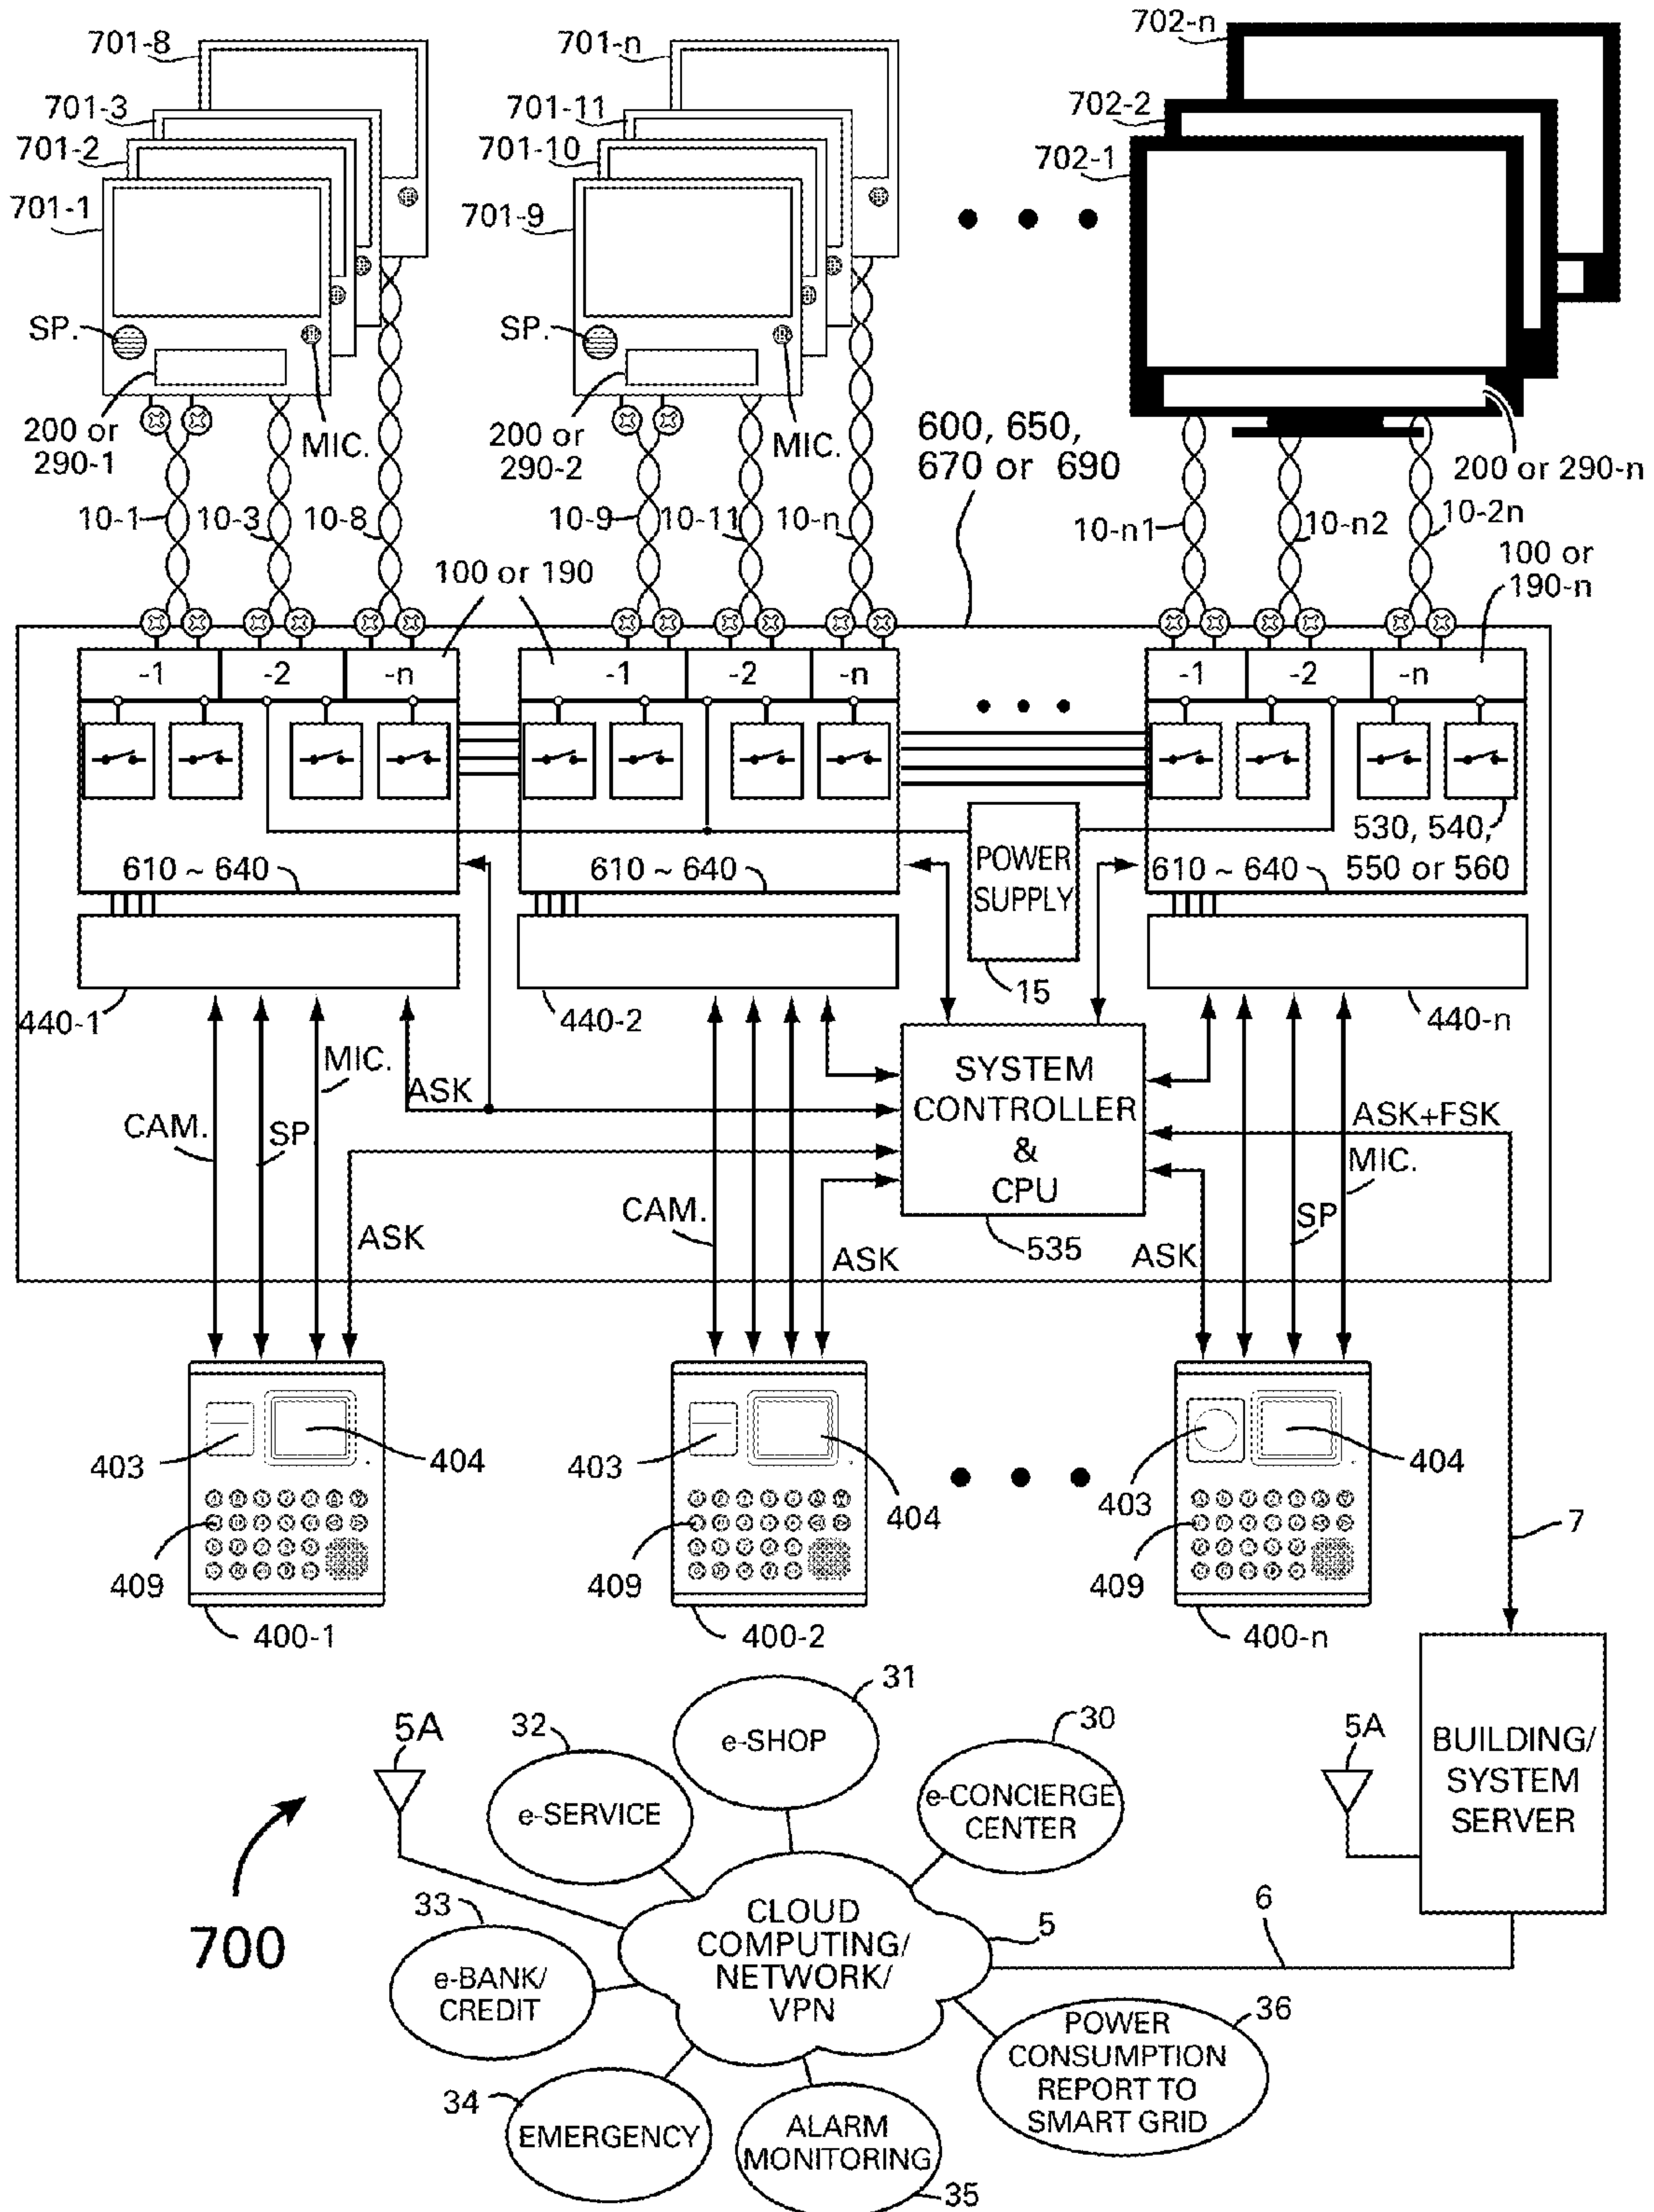 701-8
701-n
702-n
701-3
701-11
702-2
701-2
701-10
702-1
701-1
701-9
SP.
SP.
200 or
290-1
MIC.
200 or
290-2
MIC.
600, 650,
670 or 690
200 or 290-n
10-1
10-3
10-8
10-9
10-11
10-n
10-n1
10-n2
10-2n
100 or 190
100 or
190-n
-1
-2
-n
-1
-2
-n
-1
-2
-n
610 ~ 640
610 ~ 640
POWER
SUPPLY
610 ~ 640
530, 540,
550 or 560
15
440-1
440-2
440-n
MIC.
ASK
CAM.
SP.
SYSTEM
CONTROLLER
&
CPU
ASK+FSK
MIC.
ASK
CAM.
ASK
535
ASK
SP
403
404
403
404
403
404
409
409
409
7
400-1
400-2
400-n
5A
32
31
30
5A
e-SHOP
e-SERVICE
e-CONCIERGE
CENTER
BUILDING/
SYSTEM
SERVER
700
33
CLOUD
COMPUTING/
NETWORK/
VPN
5
6
e-BANK/
CREDIT
36
POWER
CONSUMPTION
REPORT TO
SMART GRID
34
EMERGENCY
ALARM
MONITORING
35